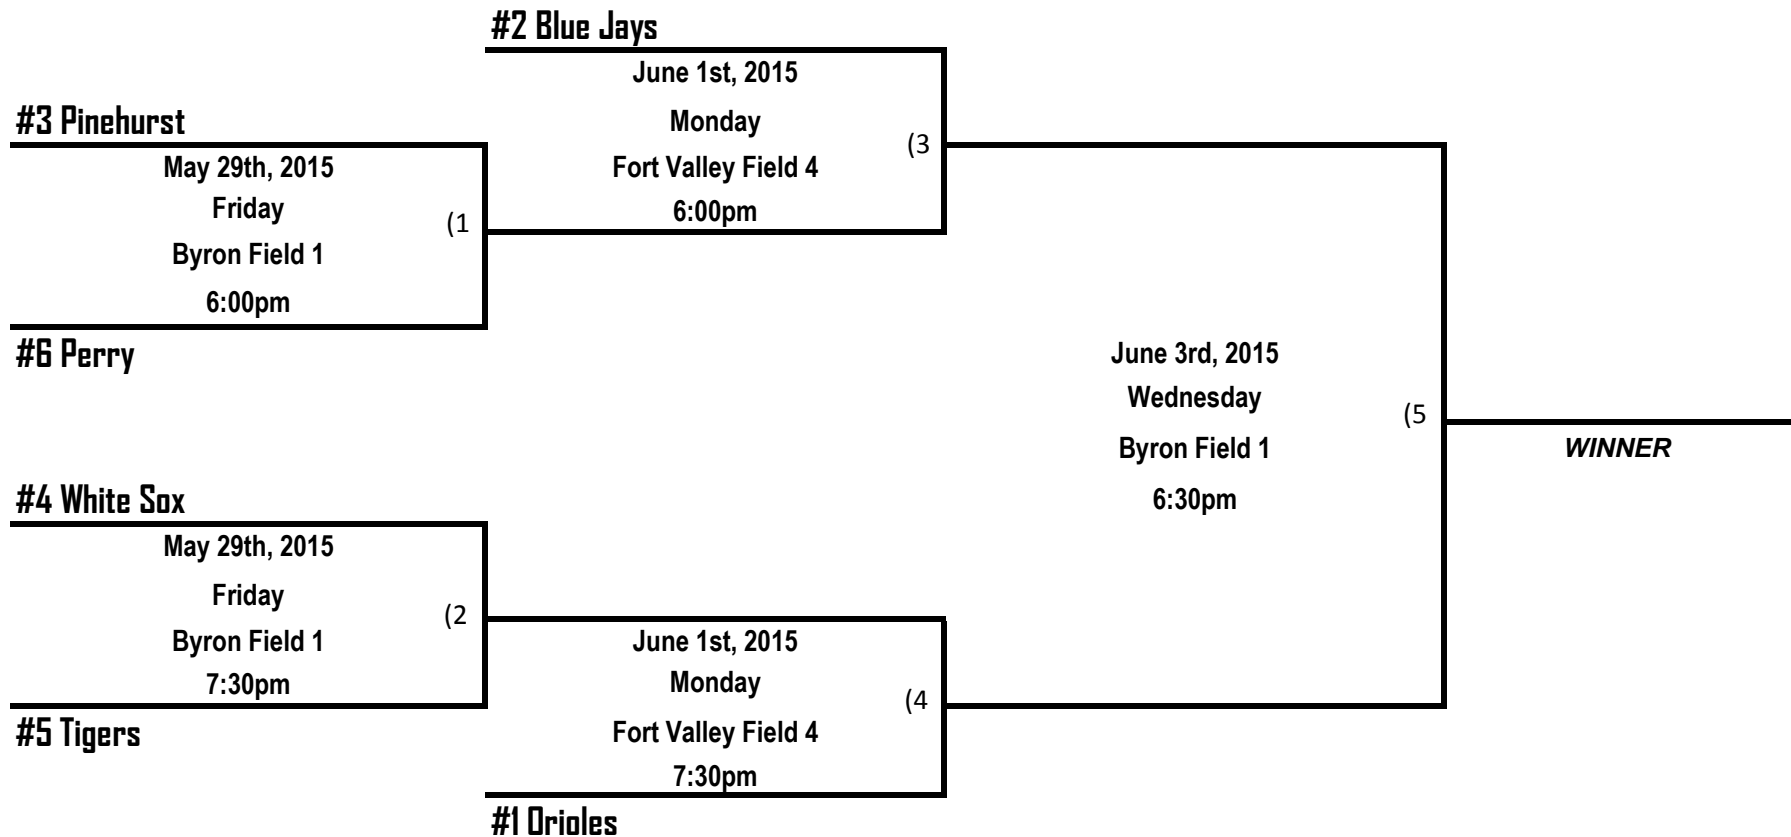 #2 Blue Jays
June 1st, 2015
Monday
Fort Valley Field 4
6:00pm
(3
#3 Pinehurst
May 29th, 2015
Friday
Byron Field 1
6:00pm
(1
#6 Perry
June 3rd, 2015
Wednesday
Byron Field 1
6:30pm
(5
WINNER
#4 White Sox
May 29th, 2015
Friday
Byron Field 1
7:30pm
(2
#5 Tigers
June 1st, 2015
Monday
Fort Valley Field 4
7:30pm
(4
#1 Orioles